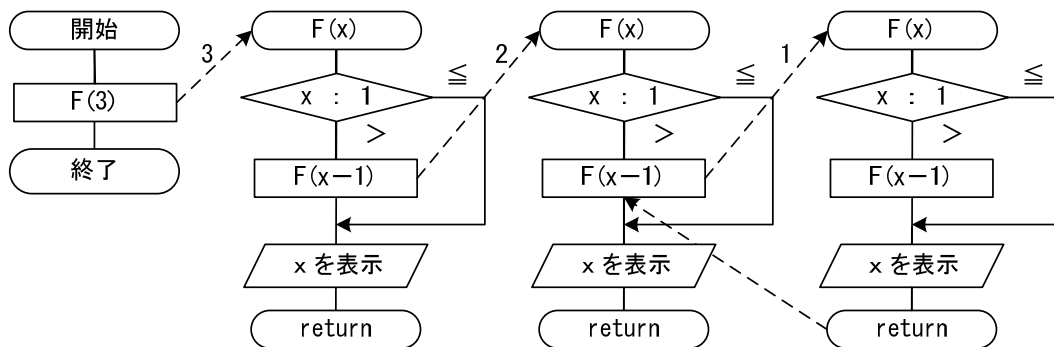 開始
F(3)
終了
3
F(x)
x : 1
≦
>
F(x-1)
xを表示
return
2
F(x)
x : 1
≦
>
F(x-1)
xを表示
return
1
F(x)
x : 1
≦
>
F(x-1)
xを表示
return